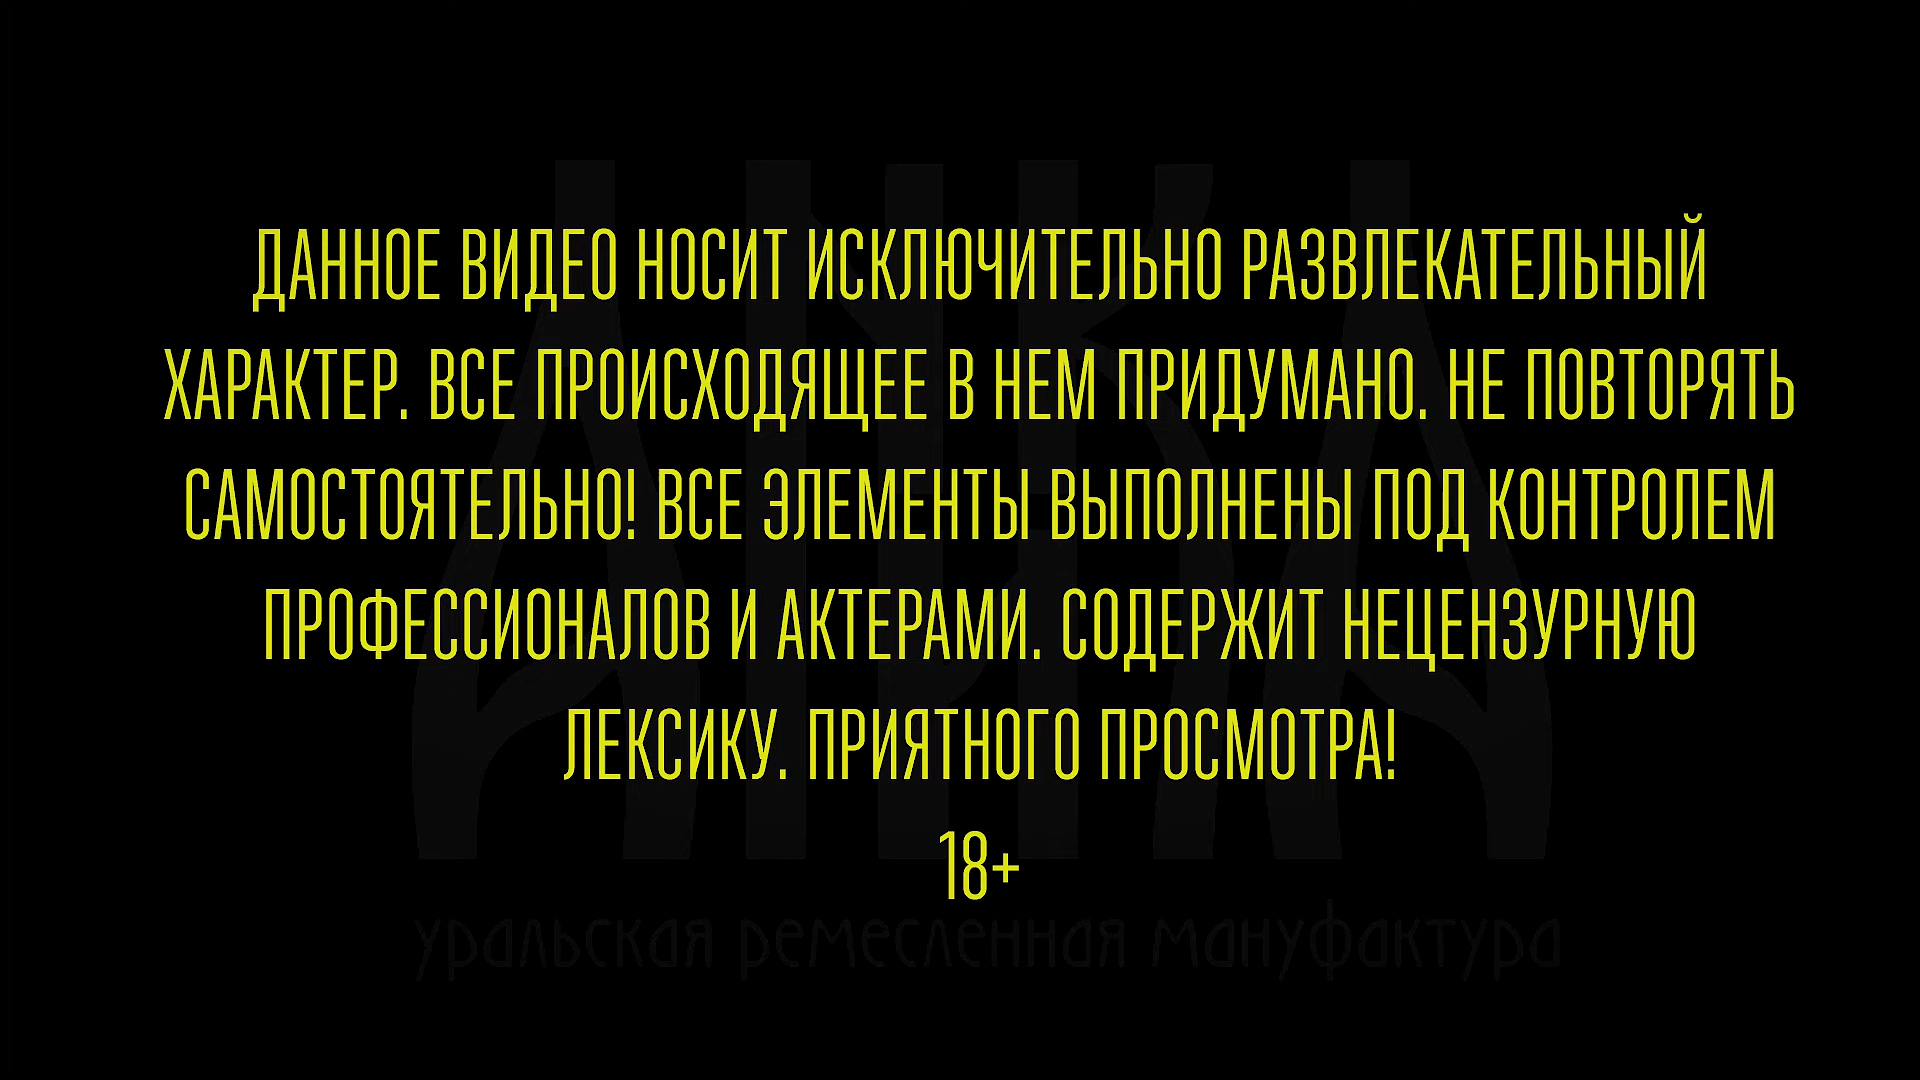 ДАННОЕ ВИДЕО НОСИТ ИСКЛЮЧИТЕЛЬНО РАЗВЛЕКАТЕЛЬНЫЙ
ХАРАКТЕР. ВСЕ ПРОИСХОДЯЩЕЕ В НЕМ ПРИДУМАНО. НЕ ПОВТОРЯТЬ
САМОСТОЯТЕЛЬНО! ВСЕ ЭЛЕМЕНТЫ ВЫПОЛНЕНЫ ПОД КОНТРОЛЕМ
ПРОФЕССИОНАЛОВ И АКТЕРАМИ. СОДЕРЖИТ НЕЦЕНЗУРНУЮ
ЛЕКСИКУ. ПРИЯТНОГО ПРОСМОТРА!
18+
уральская ремесленная мануфактура